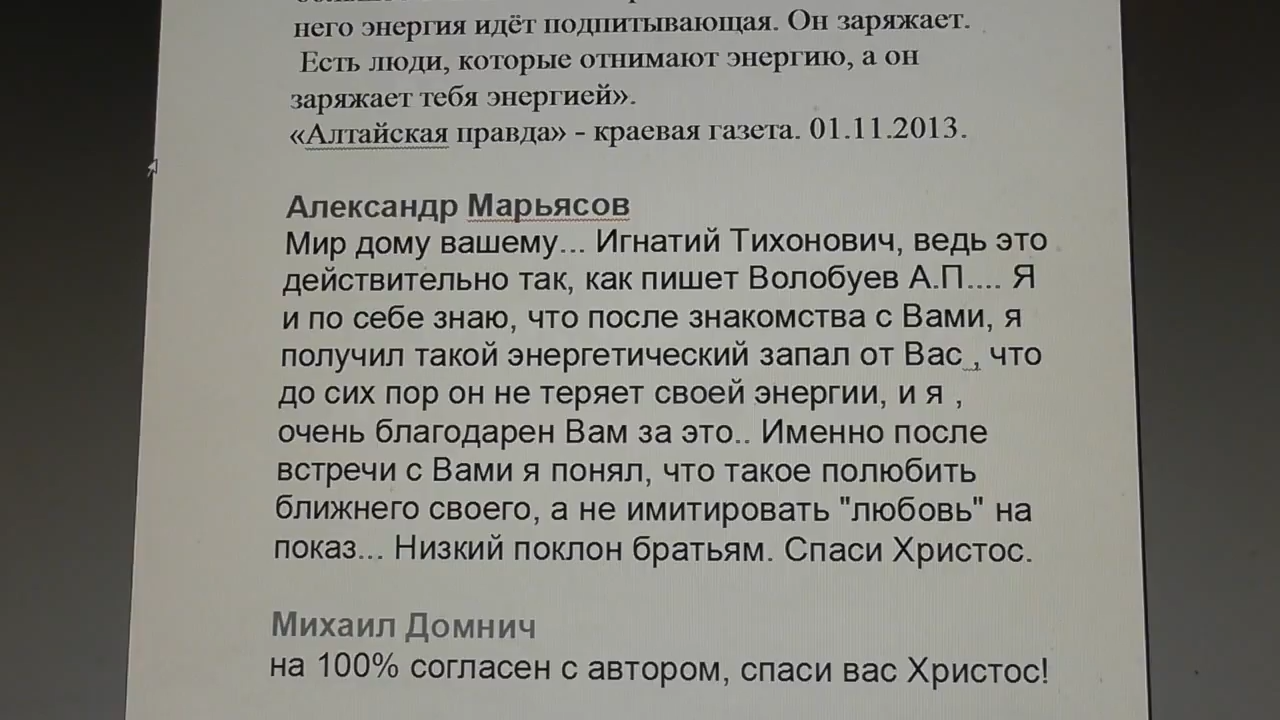 него энергия идёт подпитывающая. Он заряжает.
Есть люди, которые отнимают энергию, а он
заряжает тебя энергией».
«Алтайская правда» - краевая газета. 01.11.2013.
Александр Марьясов
Мир дому вашему... Игнатий Тихонович, ведь это
действительно так, как пишет Волобуев А.П.... Я
и по себе знаю, что после знакомства с Вами, я
получил такой энергетический запал от Вас , что
до сих пор он не теряет своей энергии, и я ,
очень благодарен Вам за это.. Именно после
встречи с Вами я понял, что такое полюбить
ближнего своего, а не имитировать "любовь" на
показ... Низкий поклон братьям. Спаси Христос.
Михаил Домнич
на 100% согласен с автором, спаси вас Христос!